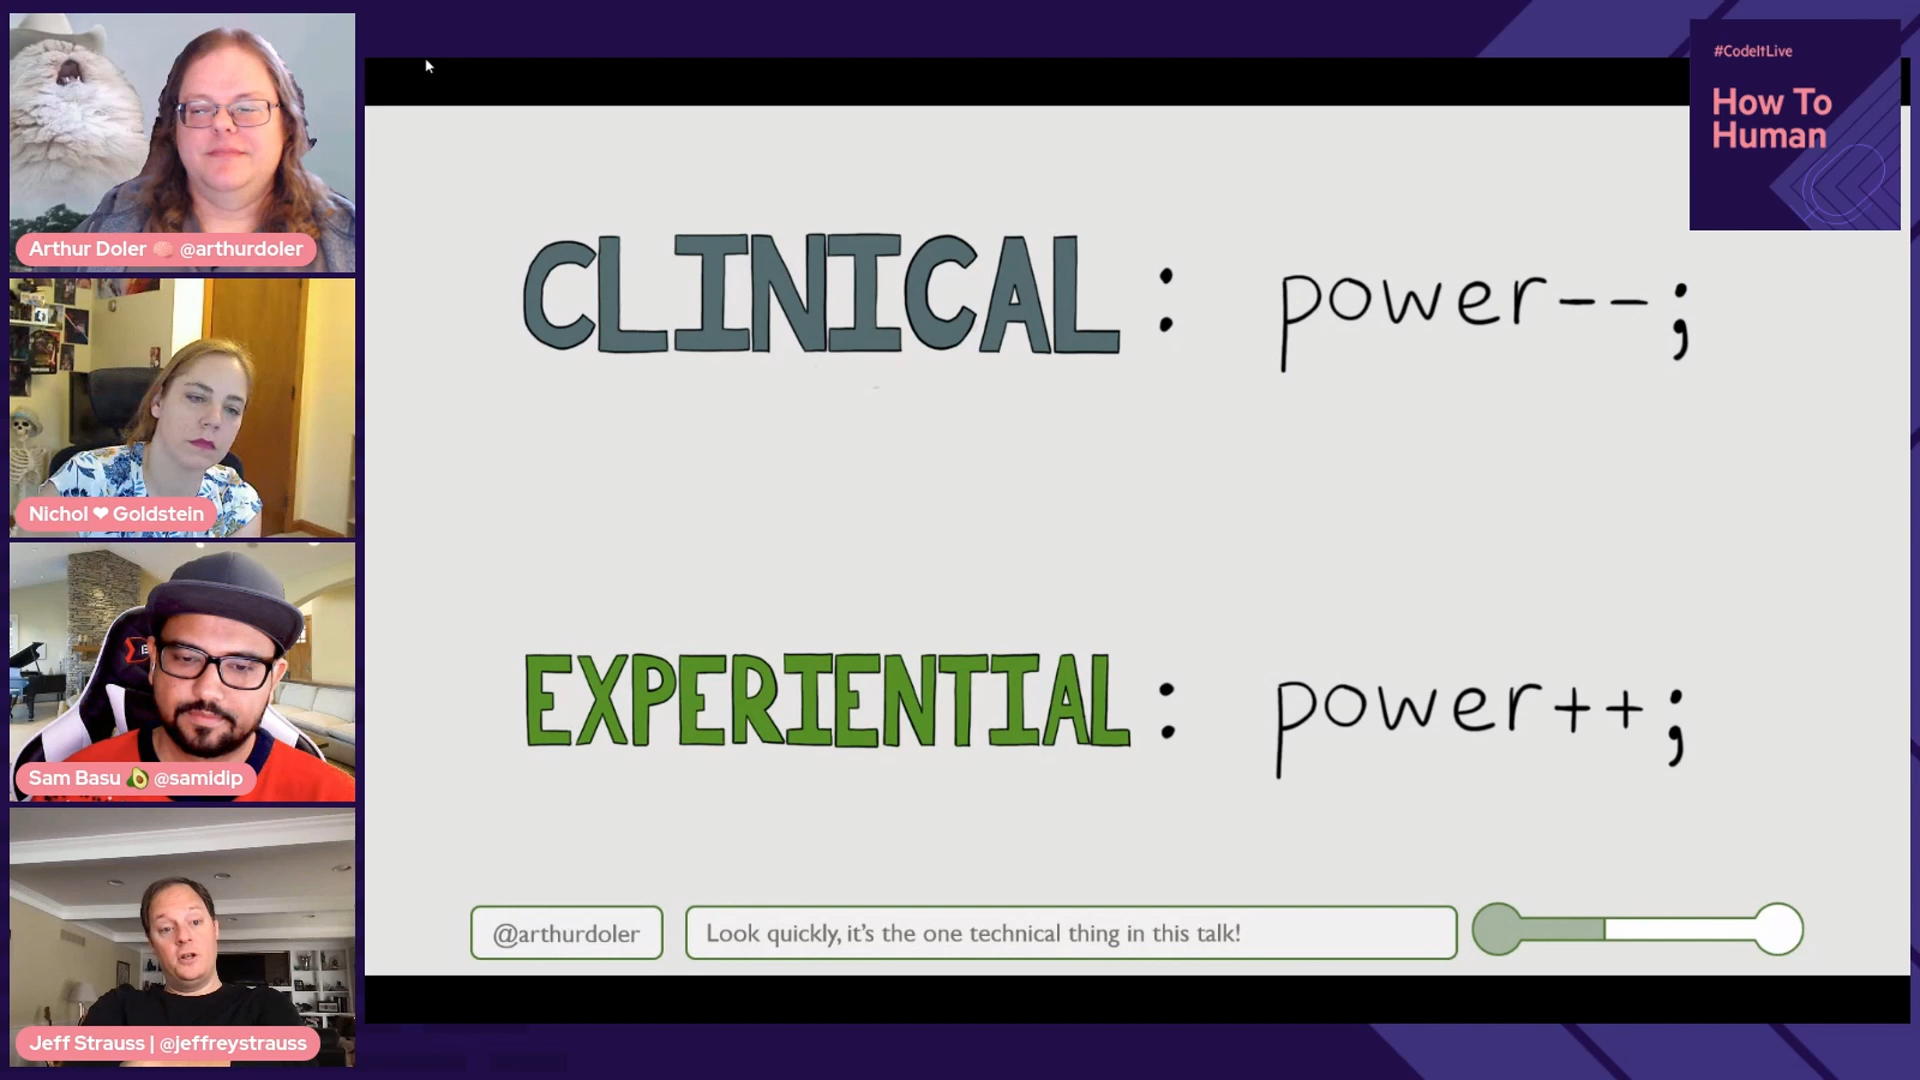 Arthur Doler 🧠 @arthurdoler
Nichol ❤ Goldstein
Sam Basu 🥑 @samidip
Jeff Strauss | @jeffreystrauss
#CodeItLive
How To
Human
CLINICAL : power--;
EXPERIENTIAL : power++;
@arthurdoler
Look quickly, it's the one technical thing in this talk!